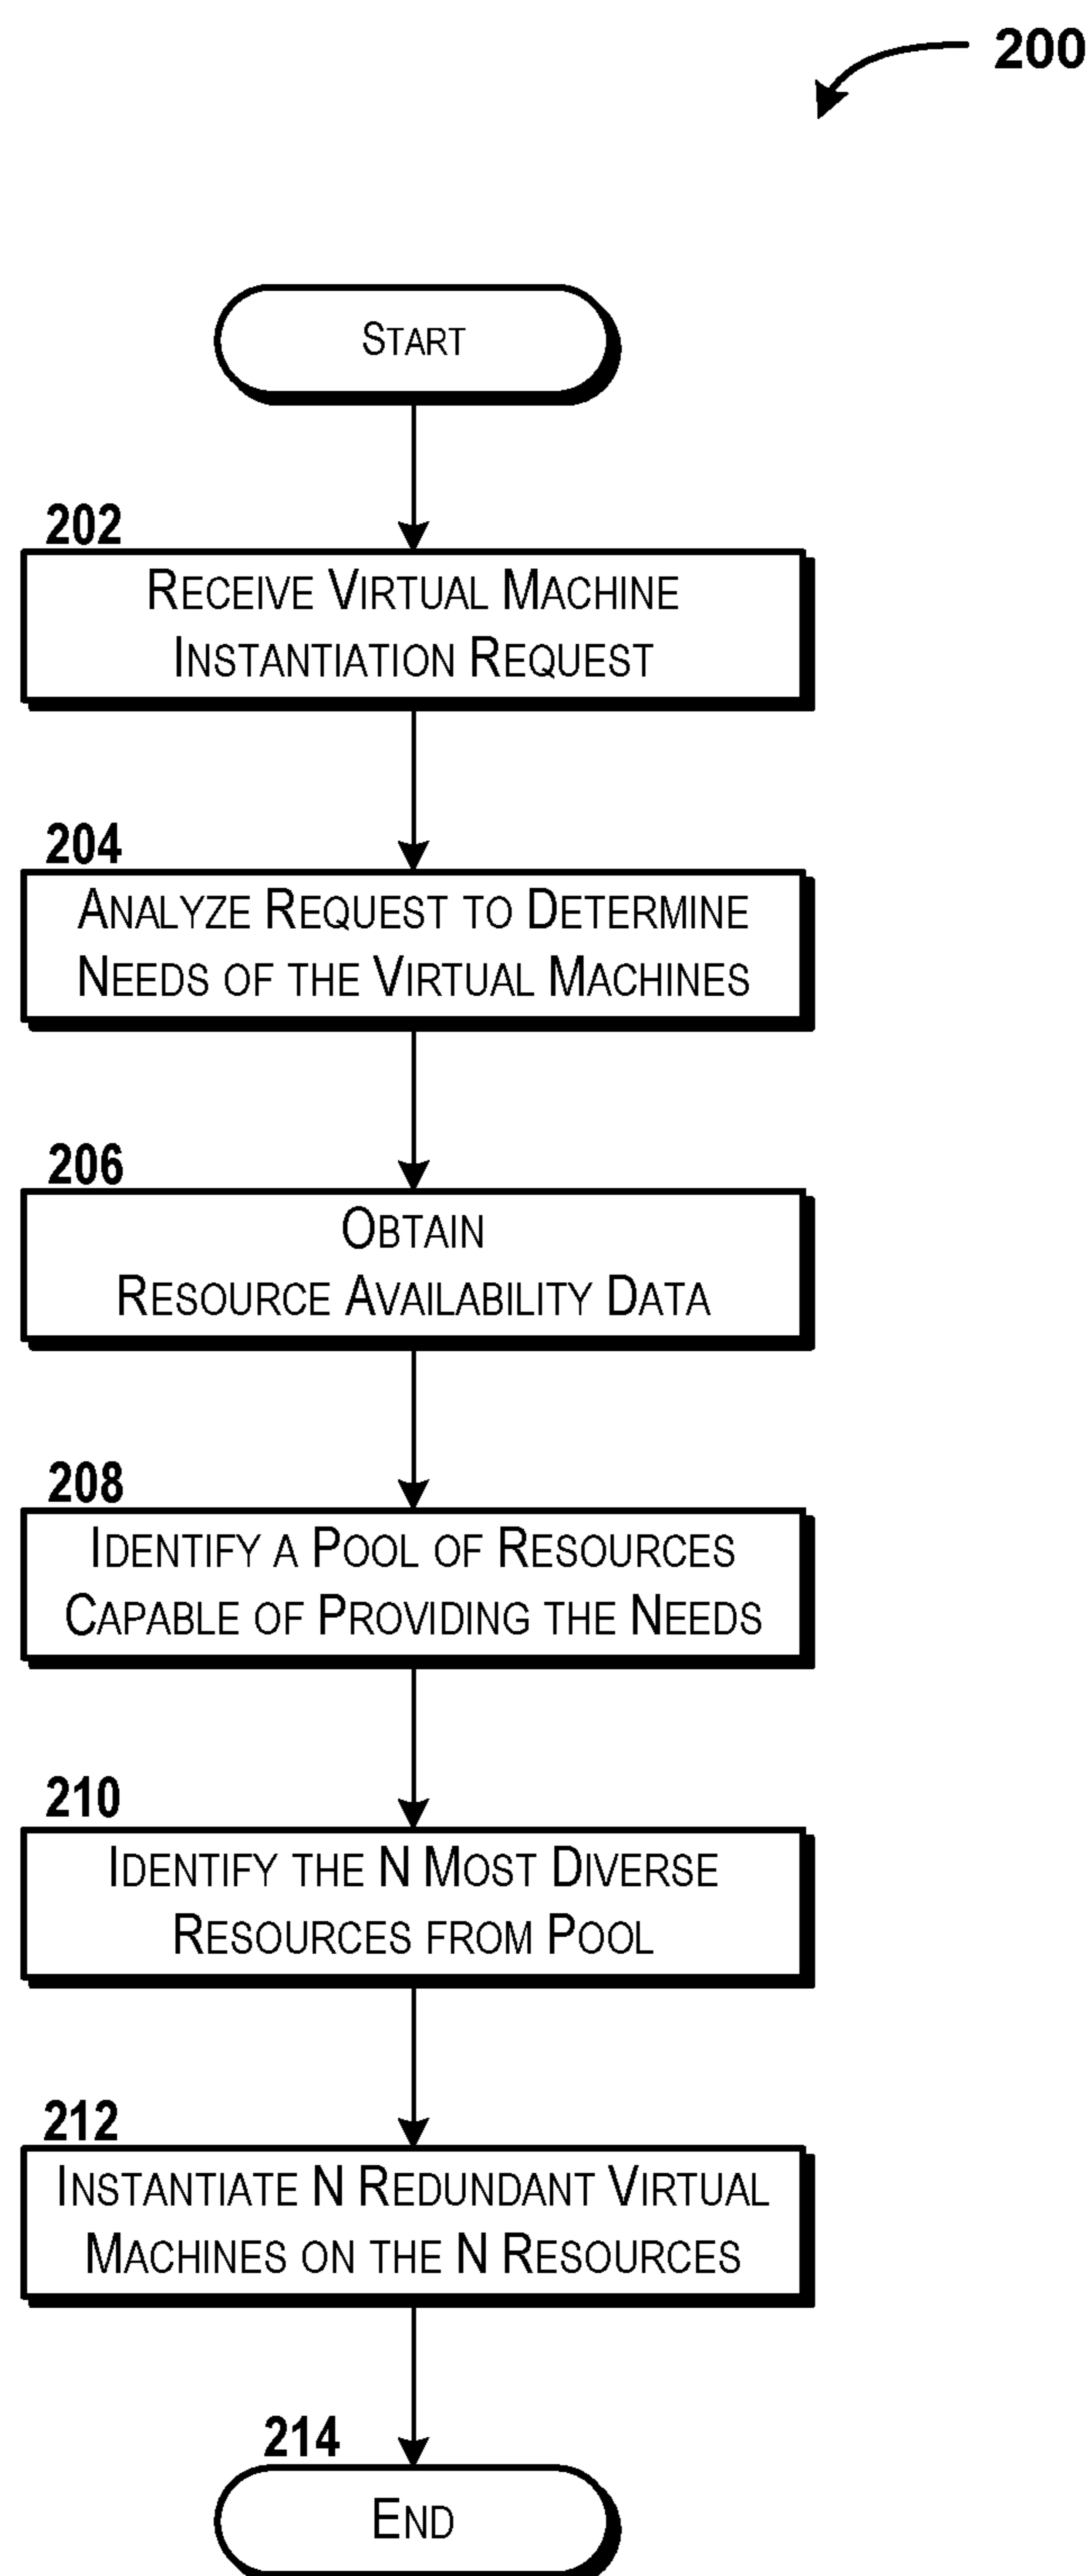 200
START
202
RECEIVE VIRTUAL MACHINE
INSTANTIATION REQUEST
204
ANALYZE REQUEST TO DETERMINE
NEEDS OF THE VIRTUAL MACHINES
206
OBTAIN
RESOURCE AVAILABILITY DATA
208
IDENTIFY A POOL OF RESOURCES
CAPABLE OF PROVIDING THE NEEDS
210
IDENTIFY THE N MOST DIVERSE
RESOURCES FROM POOL
212
INSTANTIATE N REDUNDANT VIRTUAL
MACHINES ON THE N RESOURCES
214
END